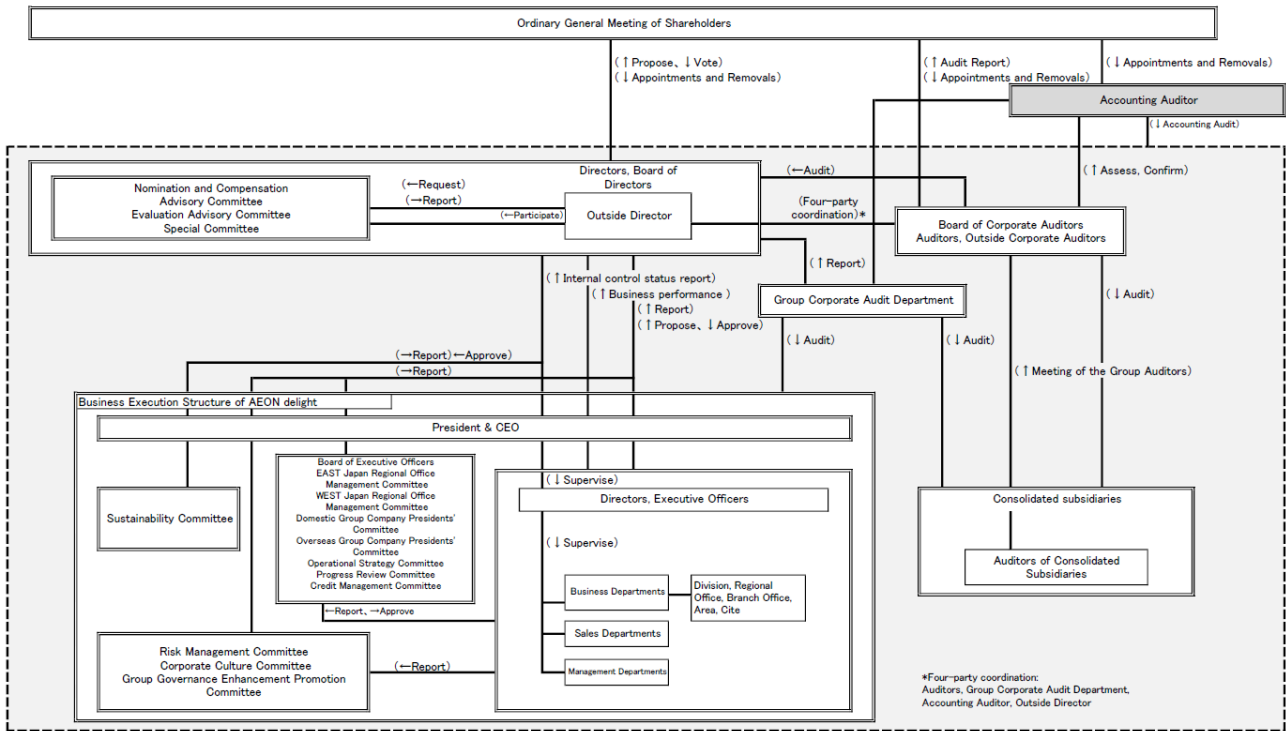 Ordinary General Meeting of Shareholders
(↑Propose、↓Vote)
(↓Appointments and Removals)
(↑Audit Report)
(↓Appointments and Removals)
(↓Appointments and Removals)
Accounting Auditor
(↓Accounting Audit)
Directors, Board of
Directors
Nomination and Compensation
Advisory Committee
Evaluation Advisory Committee
Special Committee
(←Request)
(→Report)
(←Participate)
Outside Director
(←Audit)
(Four-party
coordination)*
(↑Assess, Confirm)
Board of Corporate Auditors
Auditors, Outside Corporate Auditors
(↑Report)
Group Corporate Audit Department
(↑Internal control status report)
(↑Business performance )
(↑Report)
(↑Propose、↓Approve)
(↓Audit)
(↓Audit)
(↓Audit)
(→Report)←Approve)
(→Report)
(↑Meeting of the Group Auditors)
Business Execution Structure of AEON delight
President & CEO
Sustainability Committee
Board of Executive Officers
EAST Japan Regional Office
Management Committee
WEST Japan Regional Office
Management Committee
Domestic Group Company Presidents'
Committee
Overseas Group Company Presidents'
Committee
Operational Strategy Committee
Progress Review Committee
Credit Management Committee
←Report、→Approve
(↓Supervise)
Directors, Executive Officers
(↓Supervise)
Business Departments
Division, Regional
Office, Branch Office,
Area, Cite
Sales Departments
Management Departments
Risk Management Committee
Corporate Culture Committee
Group Governance Enhancement Promotion
Committee
(←Report)
Consolidated subsidiaries
Auditors of Consolidated
Subsidiaries
*Four-party coordination:
Auditors, Group Corporate Audit Department,
Accounting Auditor, Outside Director